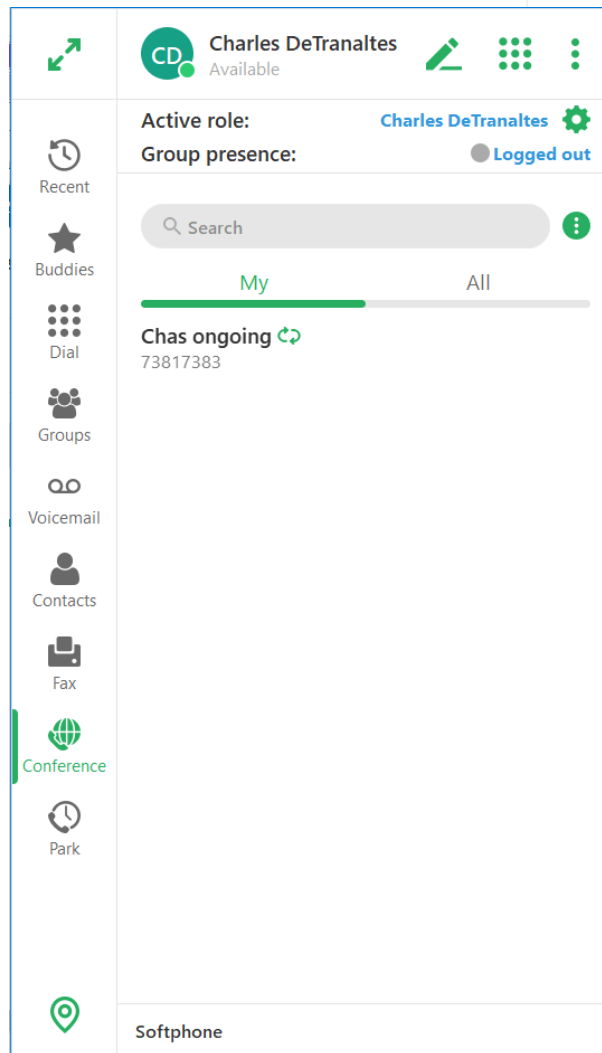 CD
Charles DeTranaltes
Available
Active role: Charles DeTranaltes
Group presence: Logged out
Recent
Buddies
Dial
Groups
Voicemail
Contacts
Fax
Conference
Park
Search
My All
Chas ongoing
73817383
Softphone